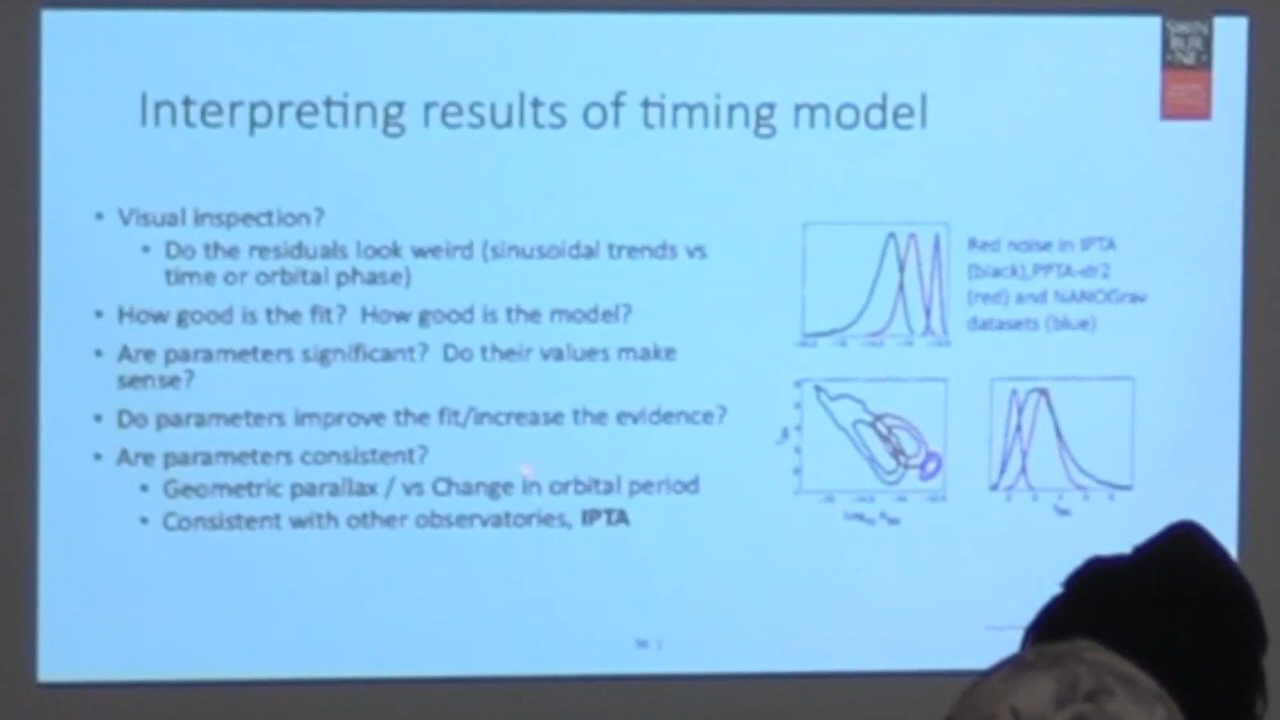 SWIN
BUR
NE
Interpreting results of timing model
• Visual inspection?
• Do the residuals look weird (sinusoidal trends vs
time or orbital phase)
• How good is the fit? How good is the model?
• Are parameters significant? Do their values make
sense?
• Do parameters improve the fit/increase the evidence?
• Are parameters consistent?
• Geometric parallax / vs Change in orbital period
• Consistent with other observatories, IPTA
Red noise in IPTA
(black),PPTA-dr2
(red) and NANOGrav
datasets (blue)